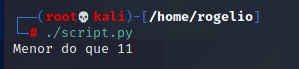 ┌──(root💀kali)-[/home/rogelio]
└─# ./script.py
Menor do que 11